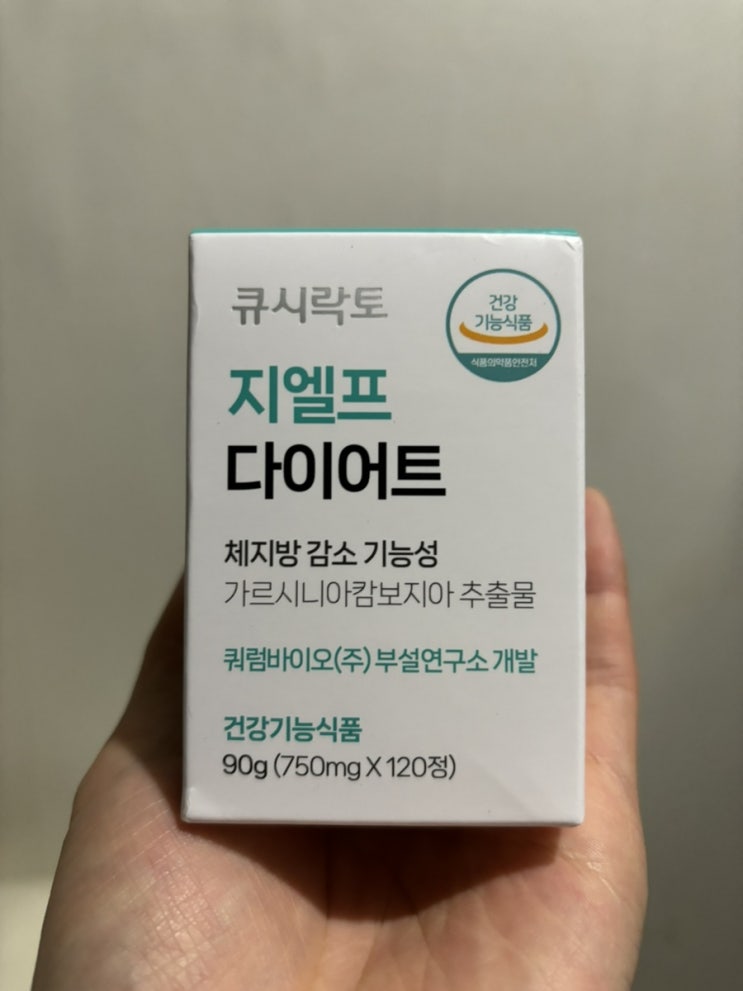 큐시락토
건강
기능식품
식품의약품안전처
지엘프
다이어트
체지방 감소 기능성
가르시니아캄보지아 추출물
쿼럼바이오(주) 부설연구소 개발
건강기능식품
90g (750mg X 120정)